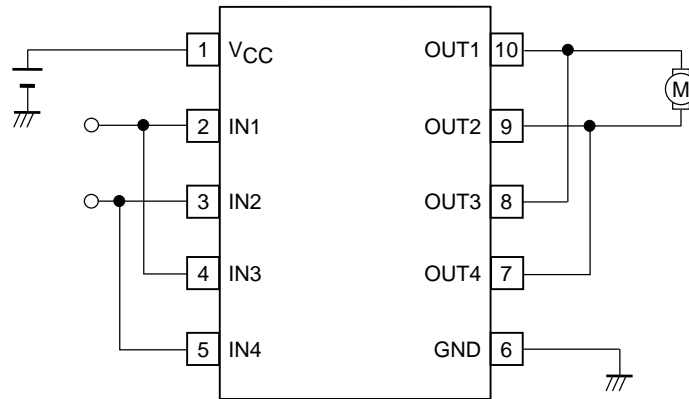 1 VCC OUT1 10
M
2 IN1 OUT2 9
3 IN2 OUT3 8
4 IN3 OUT4 7
5 IN4 GND 6